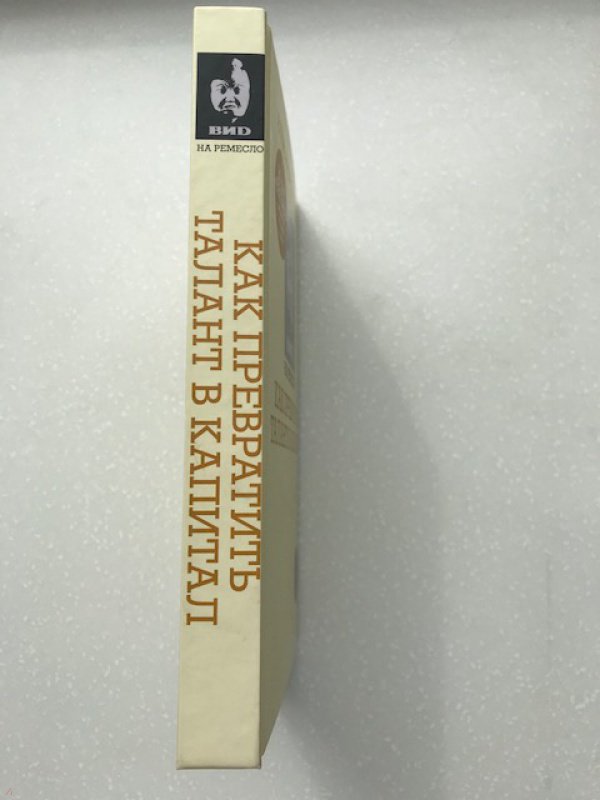 ВИD
НА РЕМЕСЛО
КАК ПРЕВРАТИТЬ
ТАЛАНТ В КАПИТАЛ